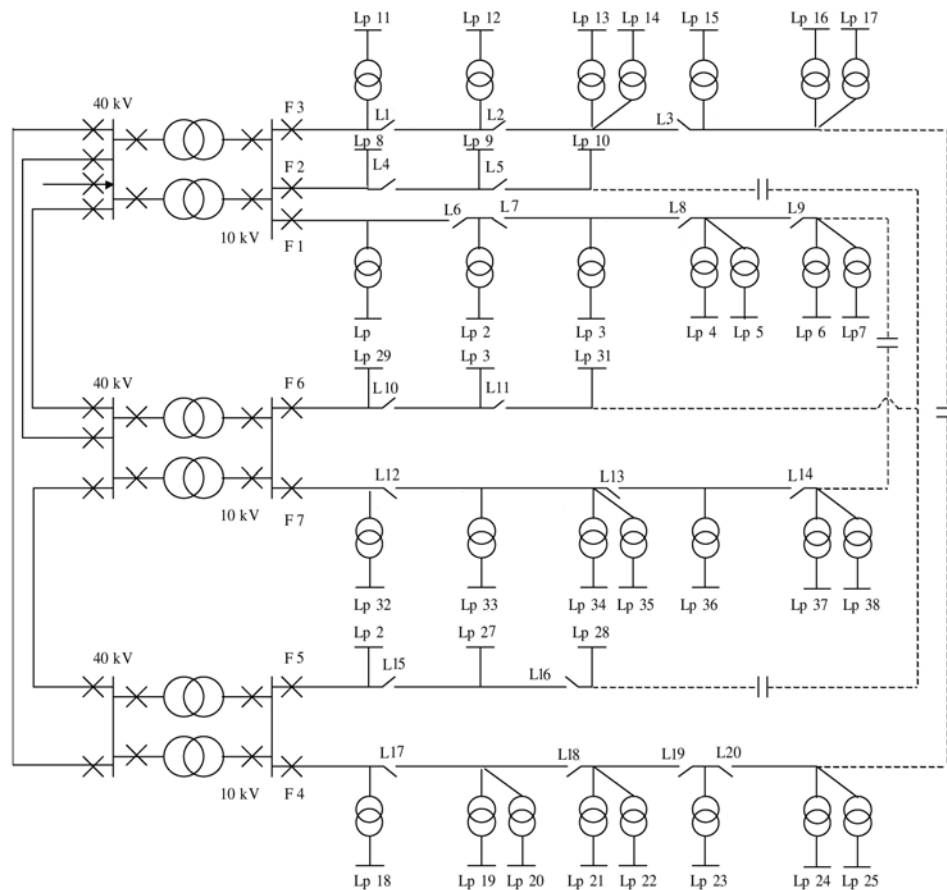 Lp 11 Lp 12 Lp 13 Lp 14 Lp 15 Lp 16 Lp 17
40 kV
F 3
L1 L2 L3
Lp 8 Lp 9 Lp 10
F 2
L4 L5
L6 L7 L8 L9
10 kV
F 1
Lp Lp 2 Lp 3 Lp 4 Lp 5 Lp 6 Lp7
Lp 29 Lp 3 Lp 31
40 kV
F 6
L10 L11
L12 L13 L14
10 kV
F 7
Lp 32 Lp 33 Lp 34 Lp 35 Lp 36 Lp 37 Lp 38
Lp 2 Lp 27 Lp 28
40 kV
F 5
L15 L16
L17 L18 L19 L20
10 kV
F 4
Lp 18 Lp 19 Lp 20 Lp 21 Lp 22 Lp 23 Lp 24 Lp 25